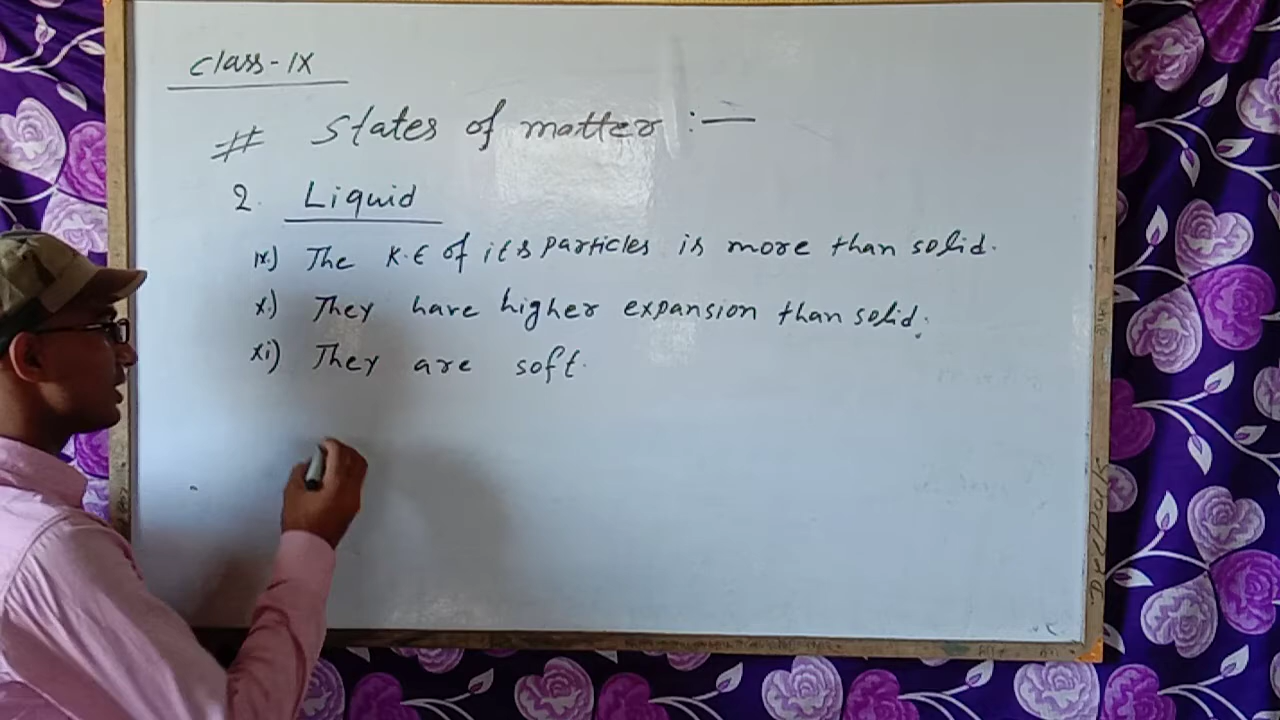 Class-IX
# States of matter :—
2. Liquid
ix.) The K.E of its particles is more than solid.
x.) They have higher expansion than solid.
xi) They are soft.